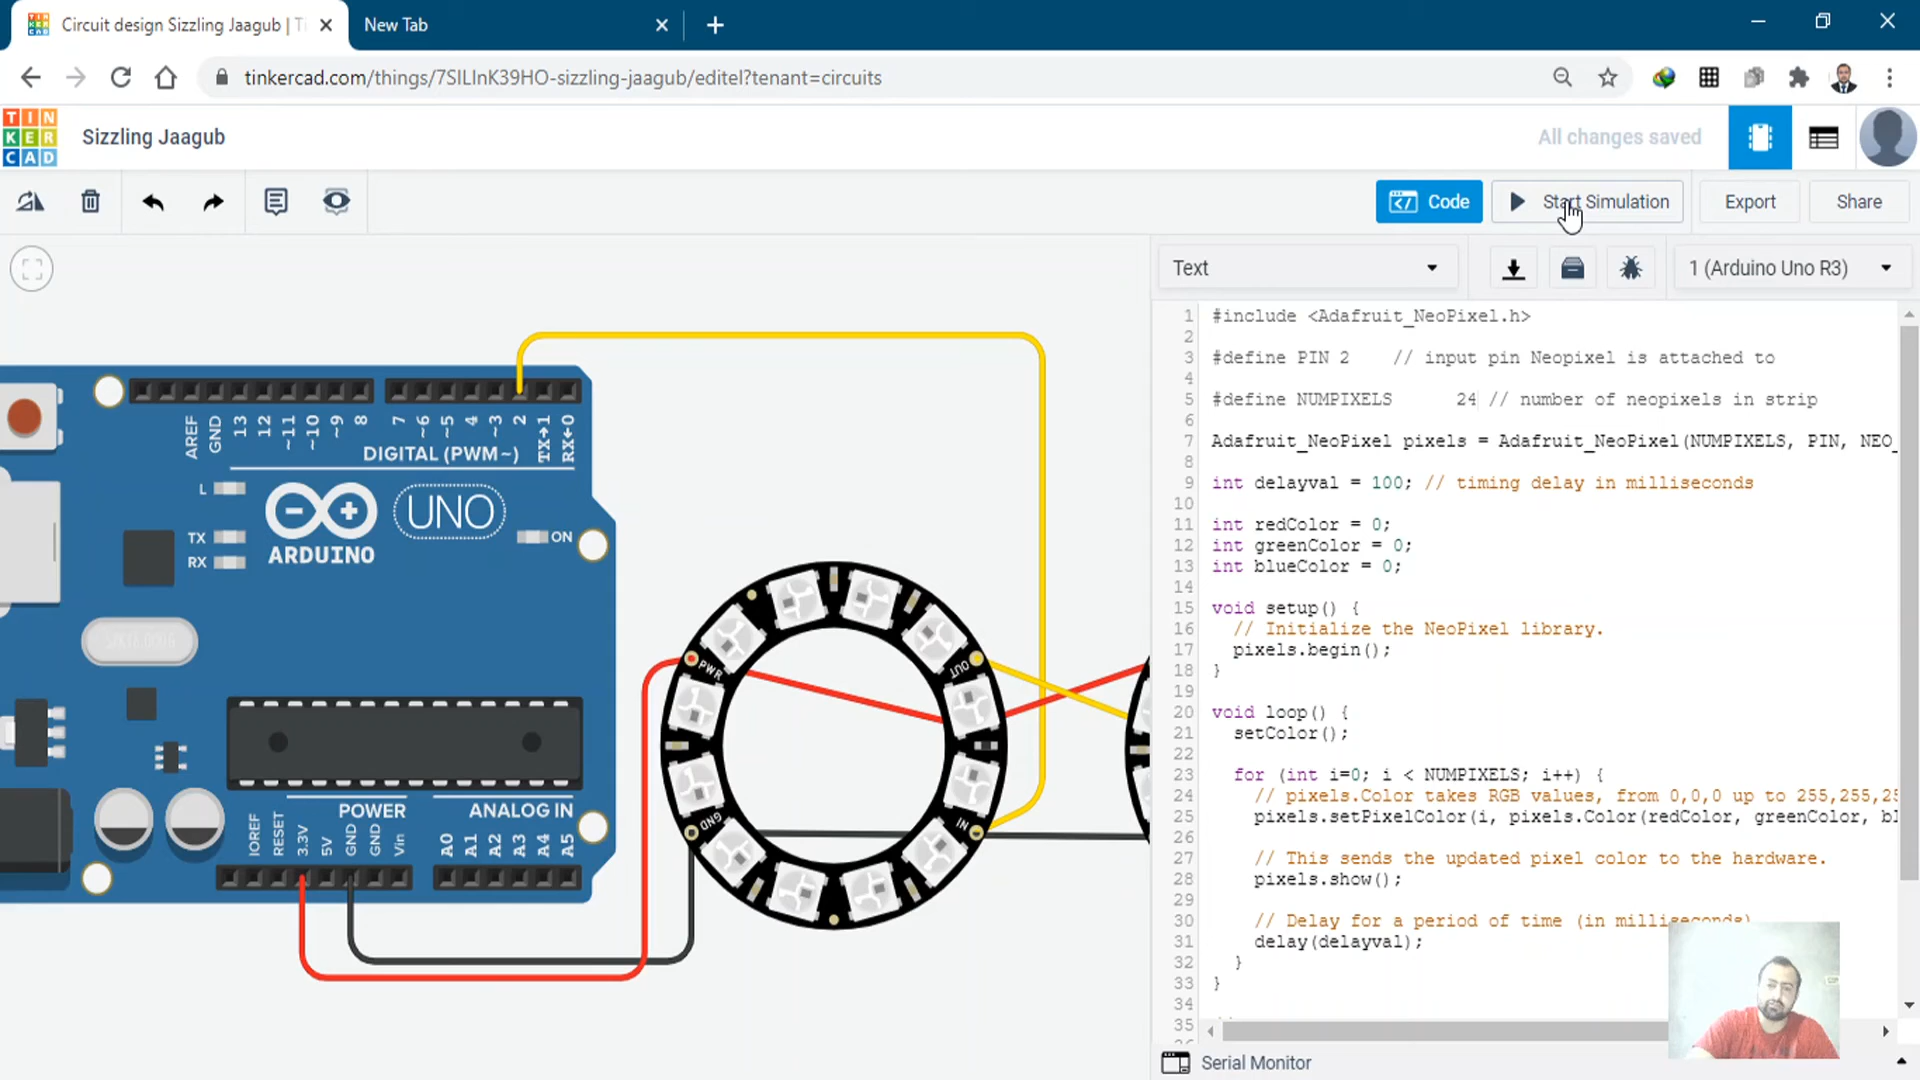 Circuit design Sizzling Jaagub | Ti
New Tab
tinkercad.com/things/7SILInK39HO-sizzling-jaagub/editel?tenant=circuits
TIN
KER
CAD
Sizzling Jaagub
All changes saved
Code
Start Simulation
Export
Share
Text
1 (Arduino Uno R3)
1 #include <Adafruit_NeoPixel.h>
2
3 #define PIN 2 // input pin Neopixel is attached to
4
5 #define NUMPIXELS 24 // number of neopixels in strip
6
7 Adafruit_NeoPixel pixels = Adafruit_NeoPixel(NUMPIXELS, PIN, NEO_
8
9 int delayval = 100; // timing delay in milliseconds
10
11 int redColor = 0;
12 int greenColor = 0;
13 int blueColor = 0;
14
15 void setup() {
16 // Initialize the NeoPixel library.
17 pixels.begin();
18 }
19
20 void loop() {
21 setColor();
22
23 for (int i=0; i < NUMPIXELS; i++) {
24 // pixels.Color takes RGB values, from 0,0,0 up to 255,255,25
25 pixels.setPixelColor(i, pixels.Color(redColor, greenColor, bl
26
27 // This sends the updated pixel color to the hardware.
28 pixels.show();
29
30 // Delay for a period of time (in milliseconds).
31 delay(delayval);
32 }
33 }
34
35
Serial Monitor
AREF
GND
13
12
~11
~10
~9
8
7
~6
~5
4
~3
2
TX→1
RX←0
DIGITAL (PWM~)
L
TX
RX
ARDUINO
UNO
ON
POWER
ANALOG IN
IOREF
RESET
3.3V
5V
GND
GND
Vin
A0
A1
A2
A3
A4
A5
PWR
OUT
GND
IN